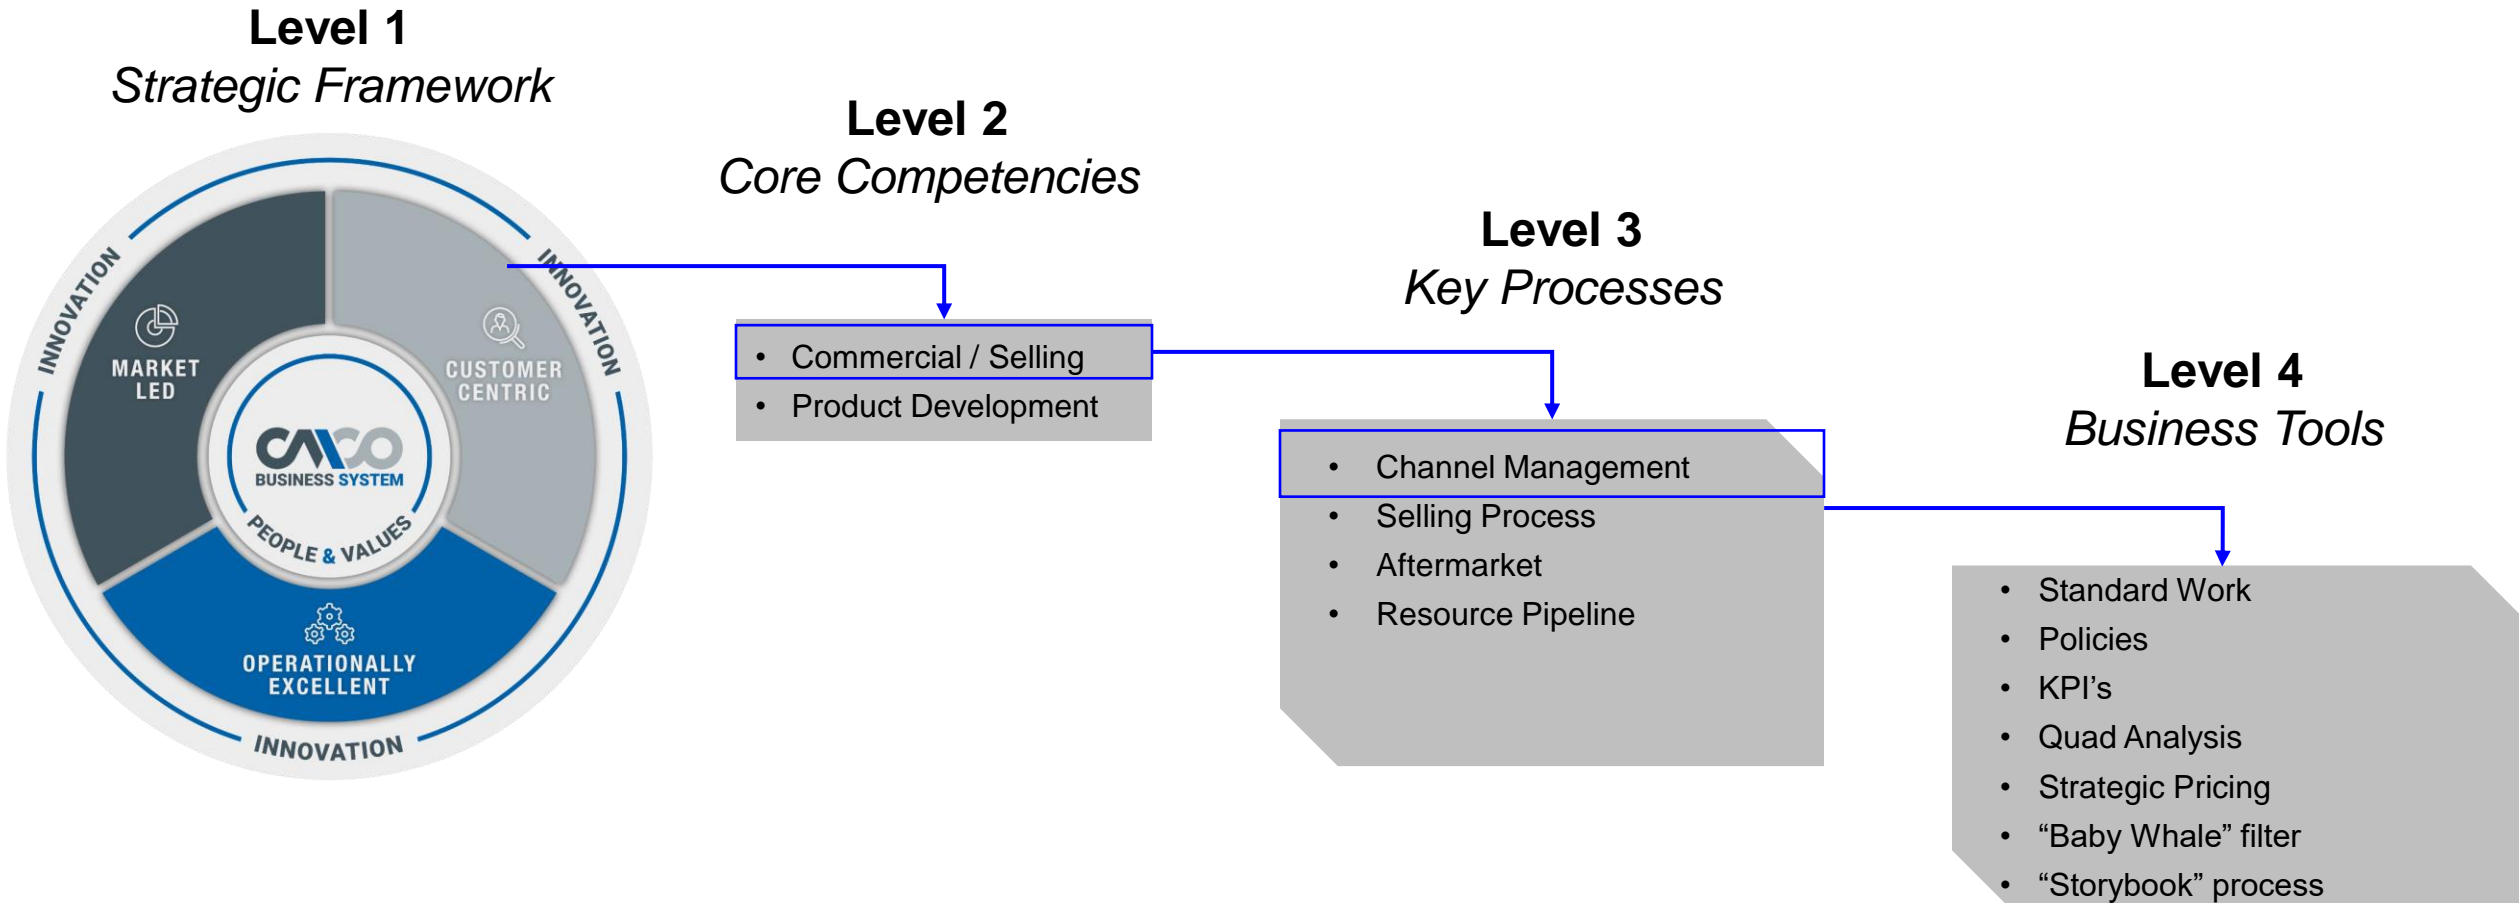 Level 1
Strategic Framework
INNOVATION
INNOVATION
MARKET
LED
CUSTOMER
CENTRIC
CMCO
BUSINESS SYSTEM
PEOPLE & VALUES
OPERATIONALLY
EXCELLENT
INNOVATION
Level 2
Core Competencies
• Commercial / Selling
• Product Development
Level 3
Key Processes
• Channel Management
• Selling Process
• Aftermarket
• Resource Pipeline
Level 4
Business Tools
• Standard Work
• Policies
• KPI’s
• Quad Analysis
• Strategic Pricing
• “Baby Whale” filter
• “Storybook” process